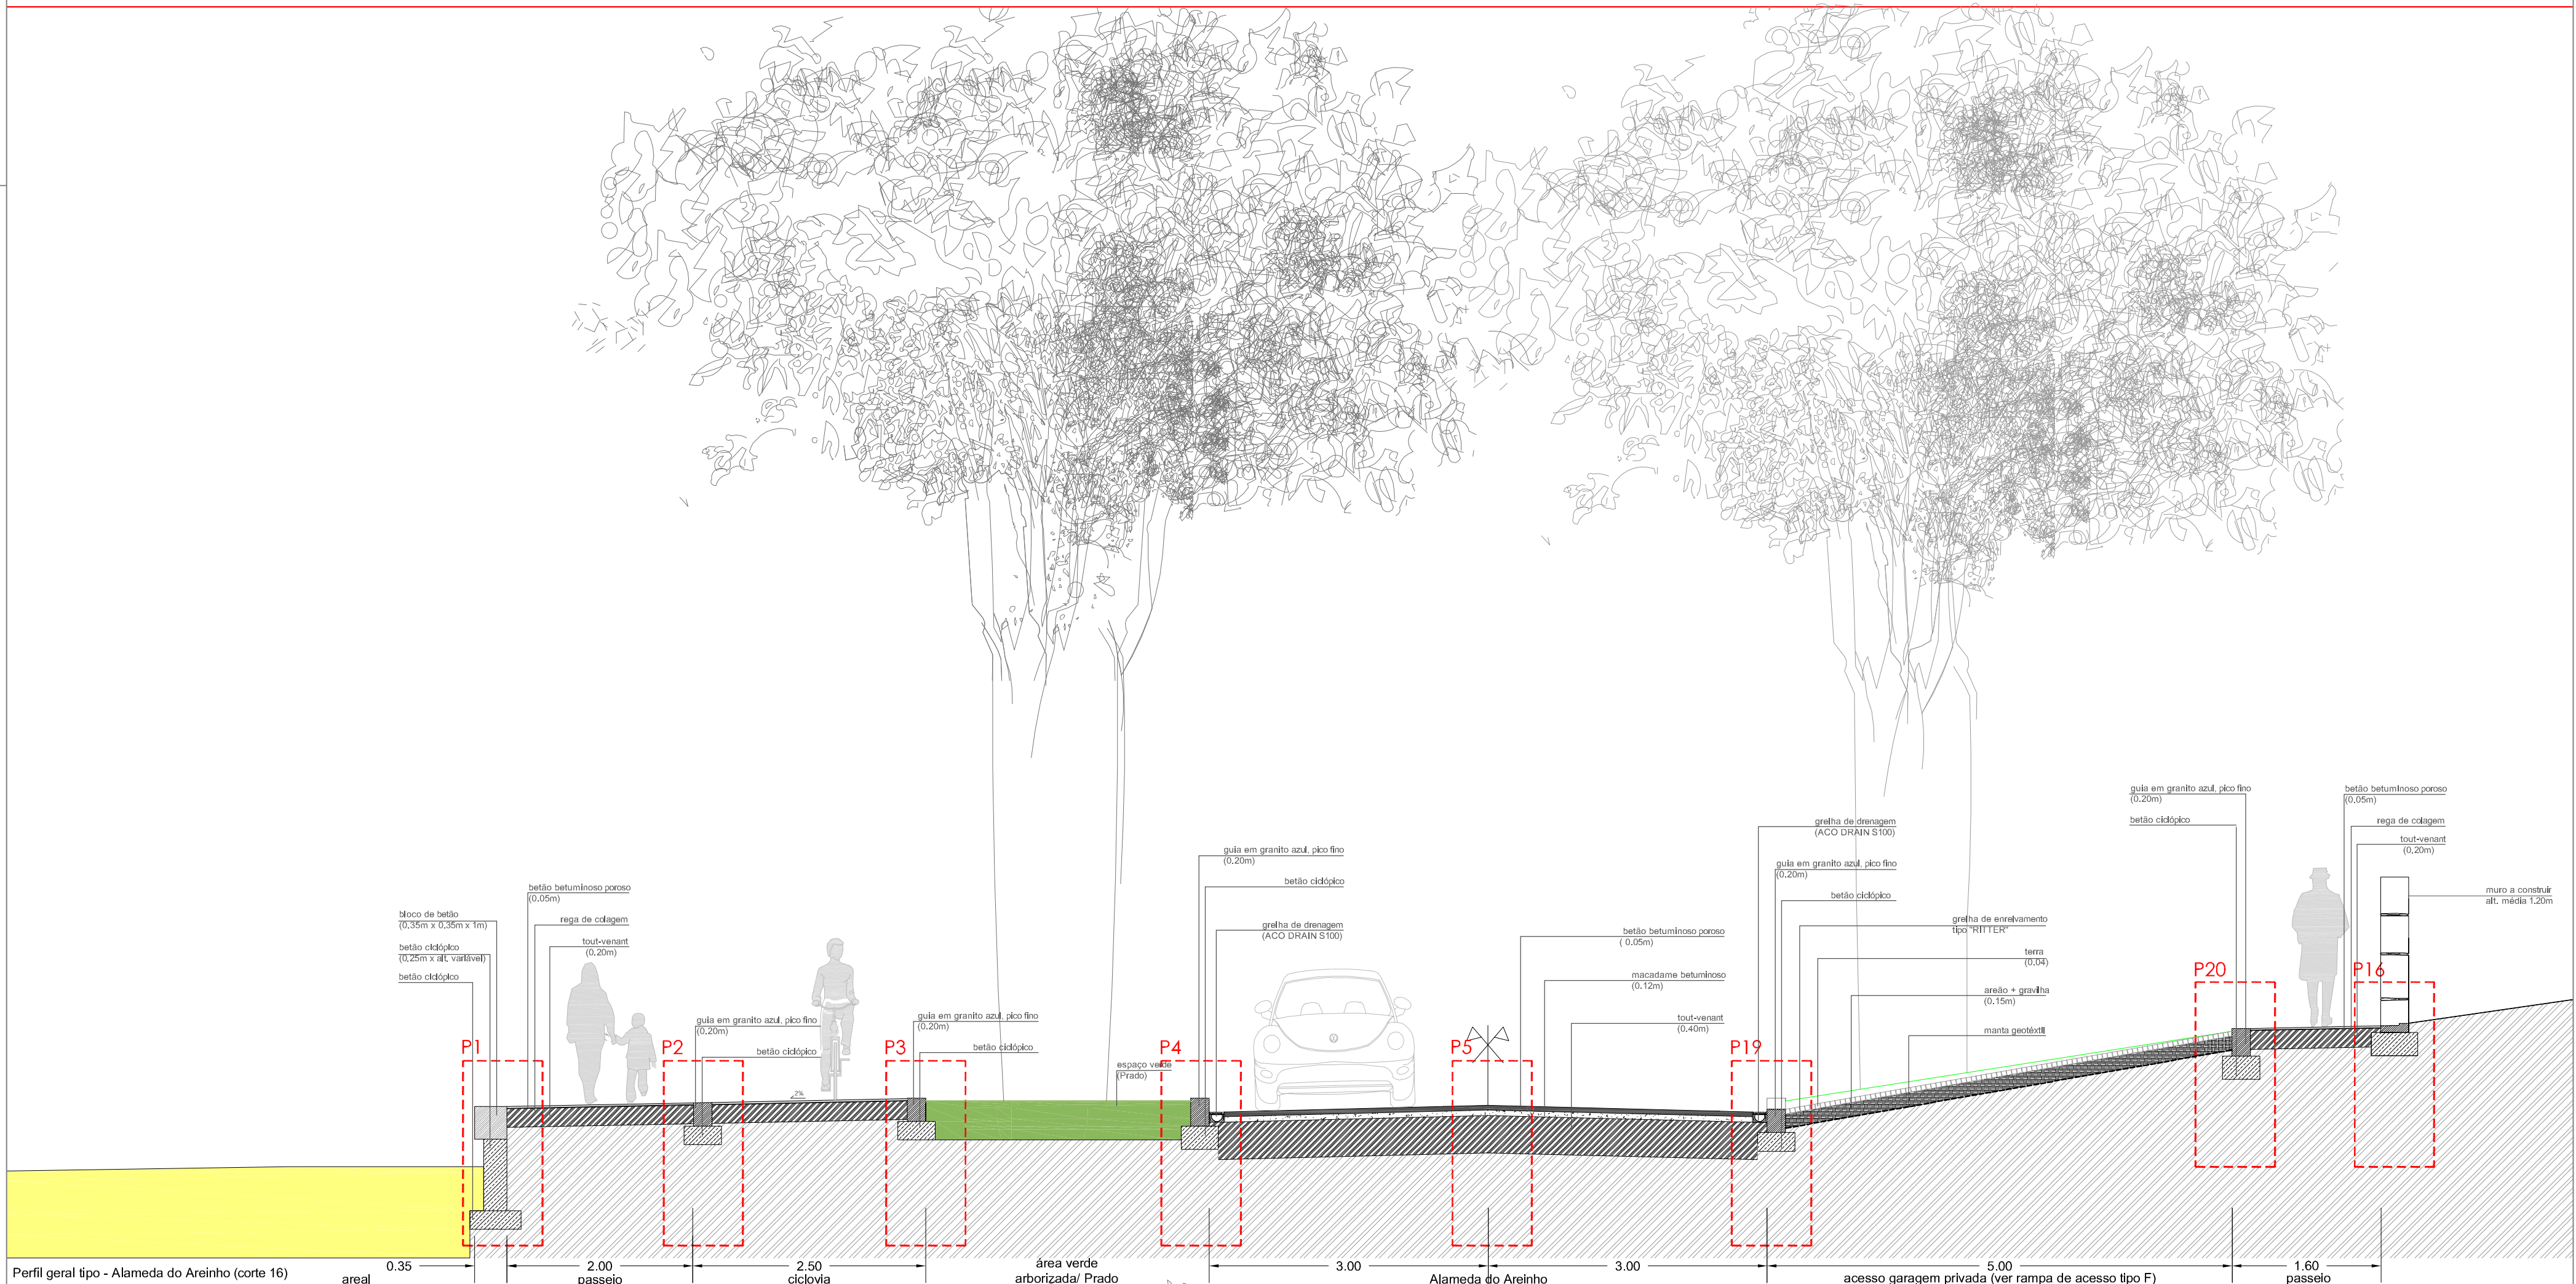 guia em granito azul, pico fino
(0.20m)
betão ciclópico
betão betuminoso poroso
(0.05m)
rega de colagem
tout-venant
(0.20m)
grelha de drenagem
(ACO DRAIN S100)
guia em granito azul, pico fino
(0.20m)
betão ciclópico
guia em granito azul, pico fino
(0.20m)
betão ciclópico
grelha de drenagem
(ACO DRAIN S100)
betão betuminoso poroso
(0.05m)
rega de colagem
tout-venant
(0.20m)
bloco de betão
(0.35m x 0.35m x 1m)
betão ciclópico
(0.25m x alt. variável)
betão ciclópico
muro a construir
alt. média 1.20m
grelha de enrelvamento
tipo "RITTER"
terra
(0.04)
areão + gravilha
(0.15m)
manta geotéxtil
betão betuminoso poroso
( 0.05m)
macadame betuminoso
(0.12m)
tout-venant
(0.40m)
guia em granito azul, pico fino
(0.20m)
betão ciclópico
guia em granito azul, pico fino
(0.20m)
betão ciclópico
espaço verde
(Prado)
2%
P1
P2
P3
P4
P5
P19
P20
P16
Perfil geral tipo - Alameda do Areinho (corte 16)
0.35
2.00
2.50
área verde
arborizada/ Prado
3.00
3.00
5.00
1.60
areal
passeio
ciclovia
Alameda do Areinho
acesso garagem privada (ver rampa de acesso tipo F)
passeio